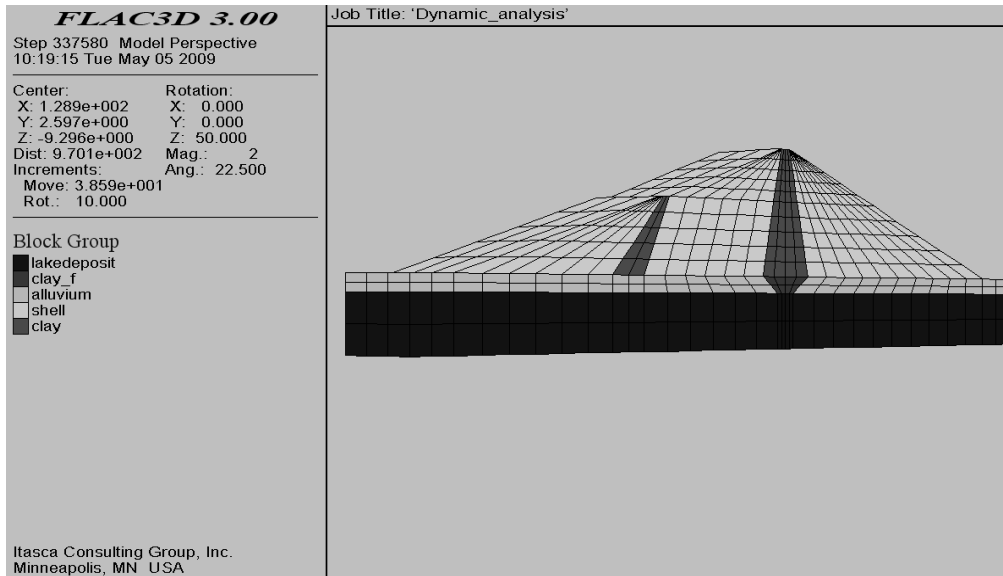 FLAC3D 3.00
Step 337580 Model Perspective
10:19:15 Tue May 05 2009
Center:
X: 1.289e+002
Y: 2.597e+000
Z: -9.296e+000
Dist: 9.701e+002
Rotation:
X: 0.000
Y: 0.000
Z: 50.000
Mag.: 2
Ang.: 22.500
Increments:
Move: 3.859e+001
Rot.: 10.000
Block Group
lakedeposit
clay_f
alluvium
shell
clay
Itasca Consulting Group, Inc.
Minneapolis, MN USA
Job Title: 'Dynamic_analysis'